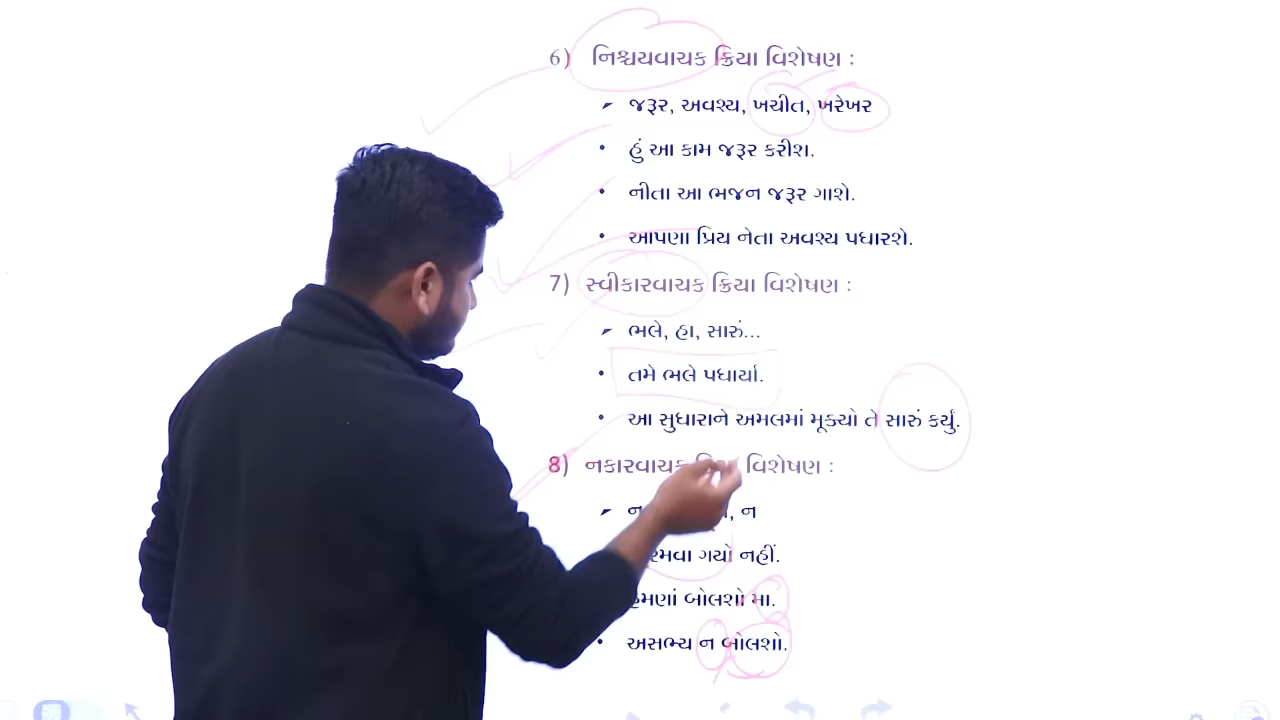 6) નિશ્ચયવાચક ક્રિયા વિશેષણ :
જરૂર, અવશ્ય, ખચીત, ખરેખર
હું આ કામ જરૂર કરીશ.
નીતા આ ભજન જરૂર ગાશે.
આપણા પ્રિય નેતા અવશ્ય પધારશે.
7) સ્વીકારવાચક ક્રિયા વિશેષણ :
ભલે, હા, સારું...
તમે ભલે પધાર્યા.
આ સુધારાને અમલમાં મૂક્યો તે સારું કર્યું.
8) નકારવાચક વિશેષણ :
ન
ગયો નહીં.
બોલશો મા.
અસભ્ય ન બોલશો.